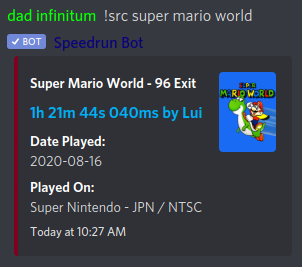 dad infinitum !src super mario world
✓ BOT Speedrun Bot
Super Mario World - 96 Exit
1h 21m 44s 040ms by Lui
SUPER
MARIO WORLD
Date Played:
2020-08-16
Played On:
Super Nintendo - JPN / NTSC
Today at 10:27 AM